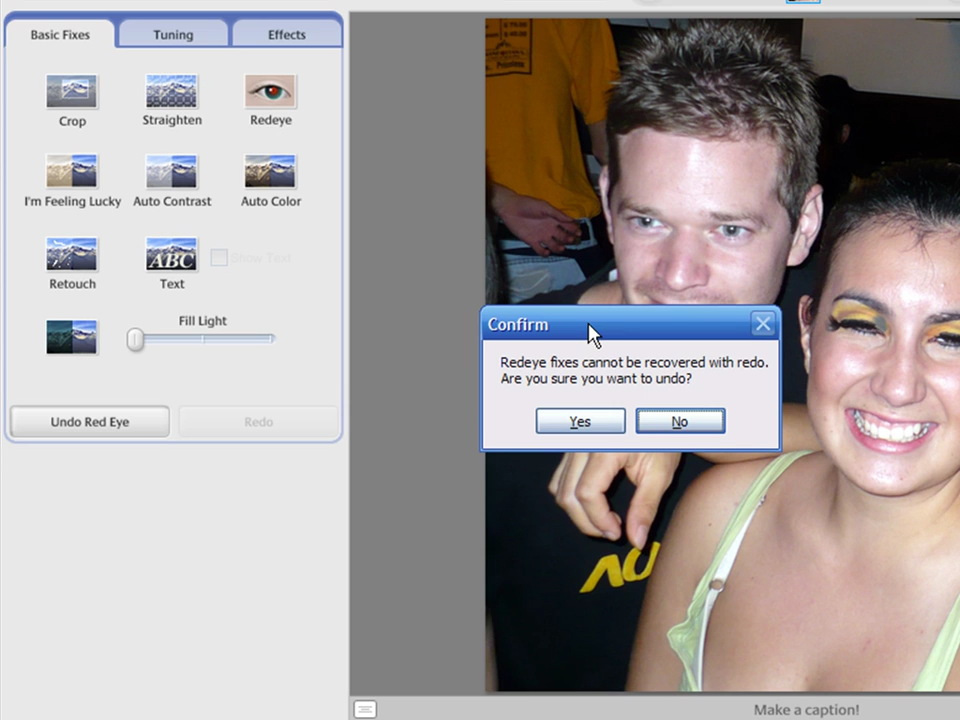 Basic Fixes
Tuning
Effects
Crop
Straighten
Redeye
I'm Feeling Lucky
Auto Contrast
Auto Color
Retouch
ABC
Text
Show Text
Fill Light
Undo Red Eye
Redo
Confirm
Redeye fixes cannot be recovered with redo.
Are you sure you want to undo?
Yes
No
Make a caption!